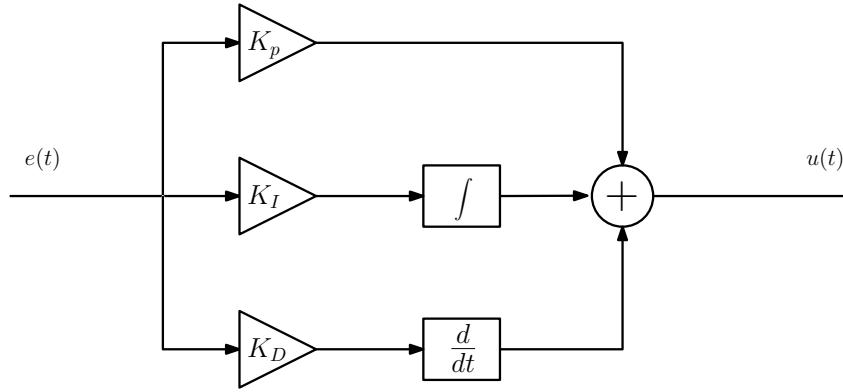 K_p
e(t)
K_I
∫
+
u(t)
K_D
d/dt